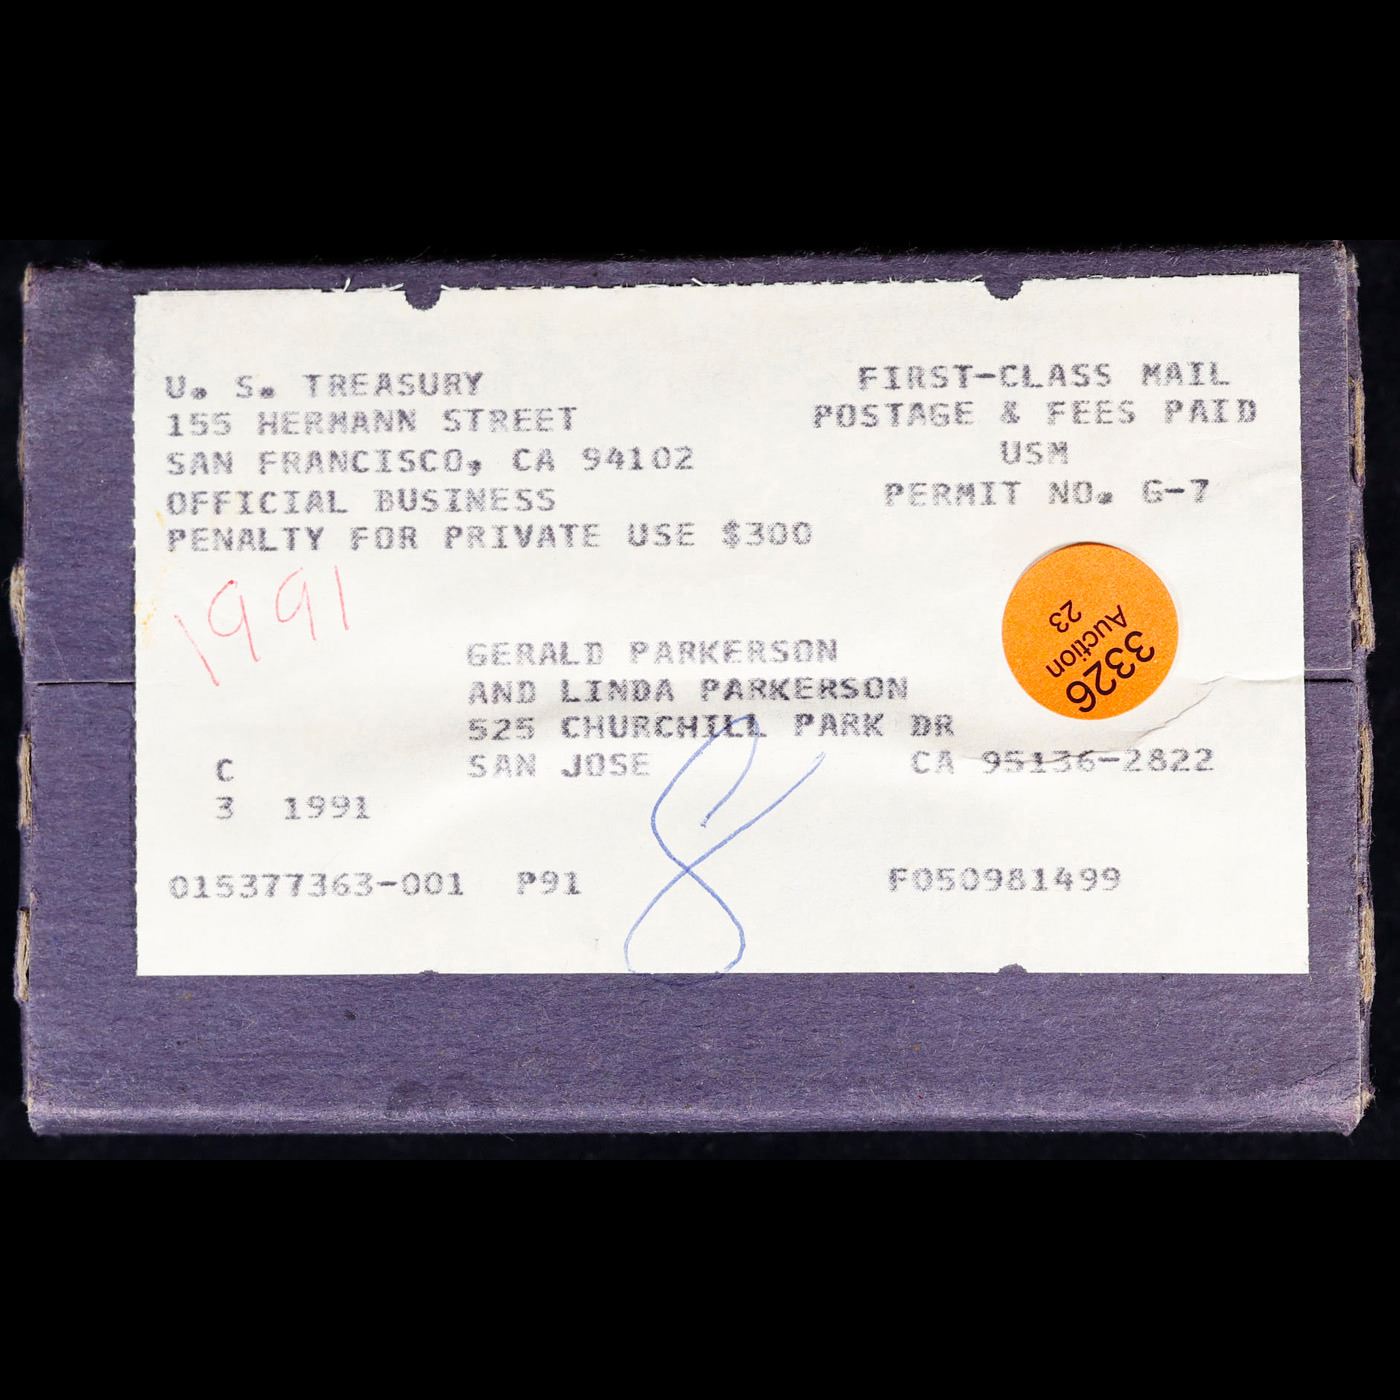 U. S. TREASURY
155 HERMANN STREET
SAN FRANCISCO, CA 94102
OFFICIAL BUSINESS
PENALTY FOR PRIVATE USE $300
FIRST-CLASS MAIL
POSTAGE & FEES PAID
USM
PERMIT NO. G-7
1991
3326
Auction
23
GERALD PARKERSON
AND LINDA PARKERSON
525 CHURCHILL PARK DR
SAN JOSE CA 95136-2822
C
3 1991
8
015377363-001 P91 F050981499